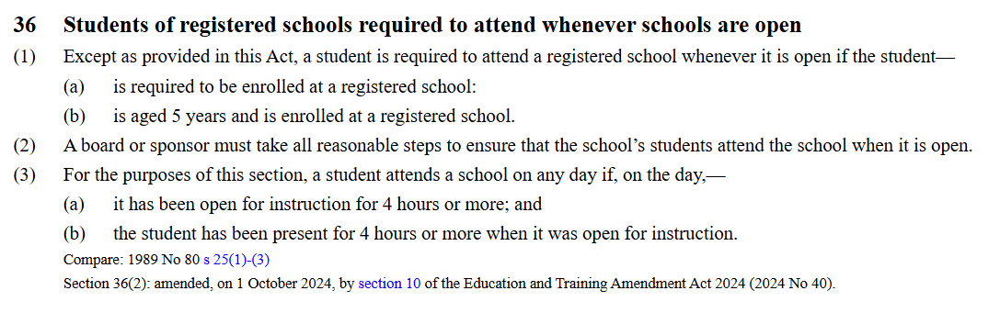 36 Students of registered schools required to attend whenever schools are open
(1) Except as provided in this Act, a student is required to attend a registered school whenever it is open if the student—
(a) is required to be enrolled at a registered school:
(b) is aged 5 years and is enrolled at a registered school.
(2) A board or sponsor must take all reasonable steps to ensure that the school’s students attend the school when it is open.
(3) For the purposes of this section, a student attends a school on any day if, on the day,—
(a) it has been open for instruction for 4 hours or more; and
(b) the student has been present for 4 hours or more when it was open for instruction.
Compare: 1989 No 80 s 25(1)-(3)
Section 36(2): amended, on 1 October 2024, by section 10 of the Education and Training Amendment Act 2024 (2024 No 40).